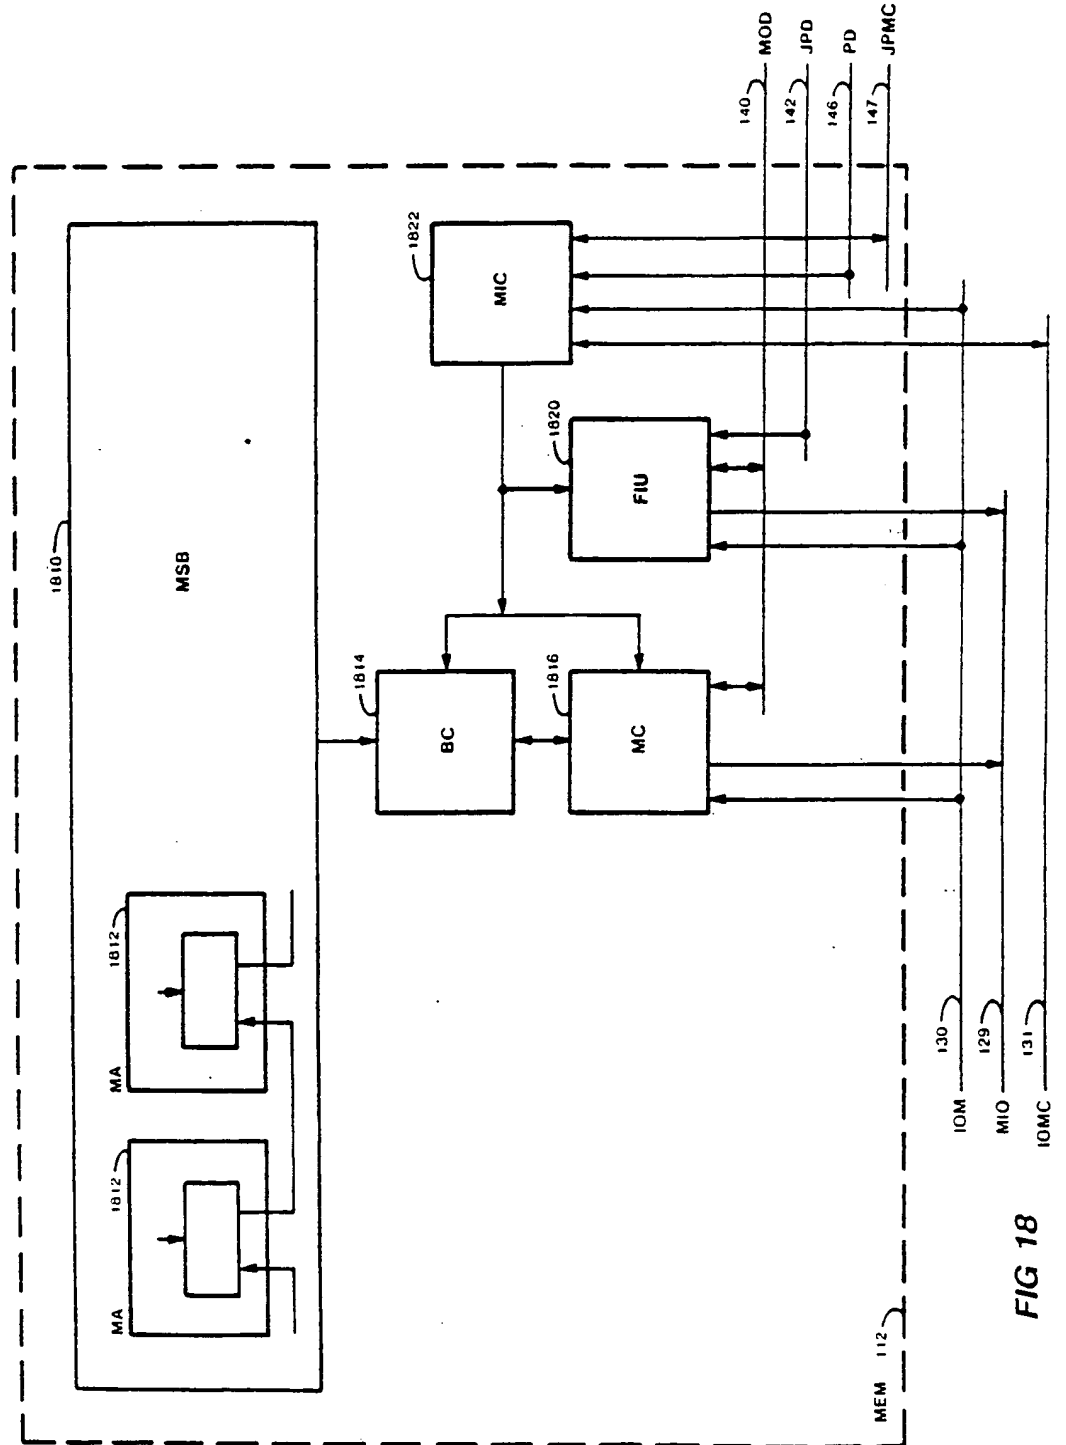 1810
MSB
MA
1812
MA
1812
1814
BC
1816
MC
1820
FIU
1822
MIC
140
MOD
142
JPD
146
PD
147
JPMC
IOM
130
MIO
129
IOMC
131
MEM 112
FIG 18